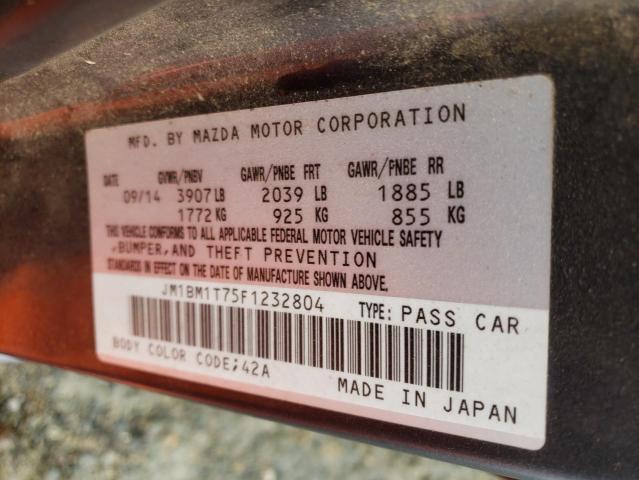 MFD. BY MAZDA MOTOR CORPORATION
DATE GVWR/PNBV GAWR/PNBE FRT GAWR/PNBE RR
09/14 3907LB 2039 LB 1885 LB
1772 KG 925 KG 855 KG
THIS VEHICLE CONFORMS TO ALL APPLICABLE FEDERAL MOTOR VEHICLE SAFETY
,BUMPER,AND THEFT PREVENTION
STANDARDS IN EFFECT ON THE DATE OF MANUFACTURE SHOWN ABOVE.
JM1BM1T75F1232804 TYPE: PASS CAR
BODY COLOR CODE;42A
MADE IN JAPAN